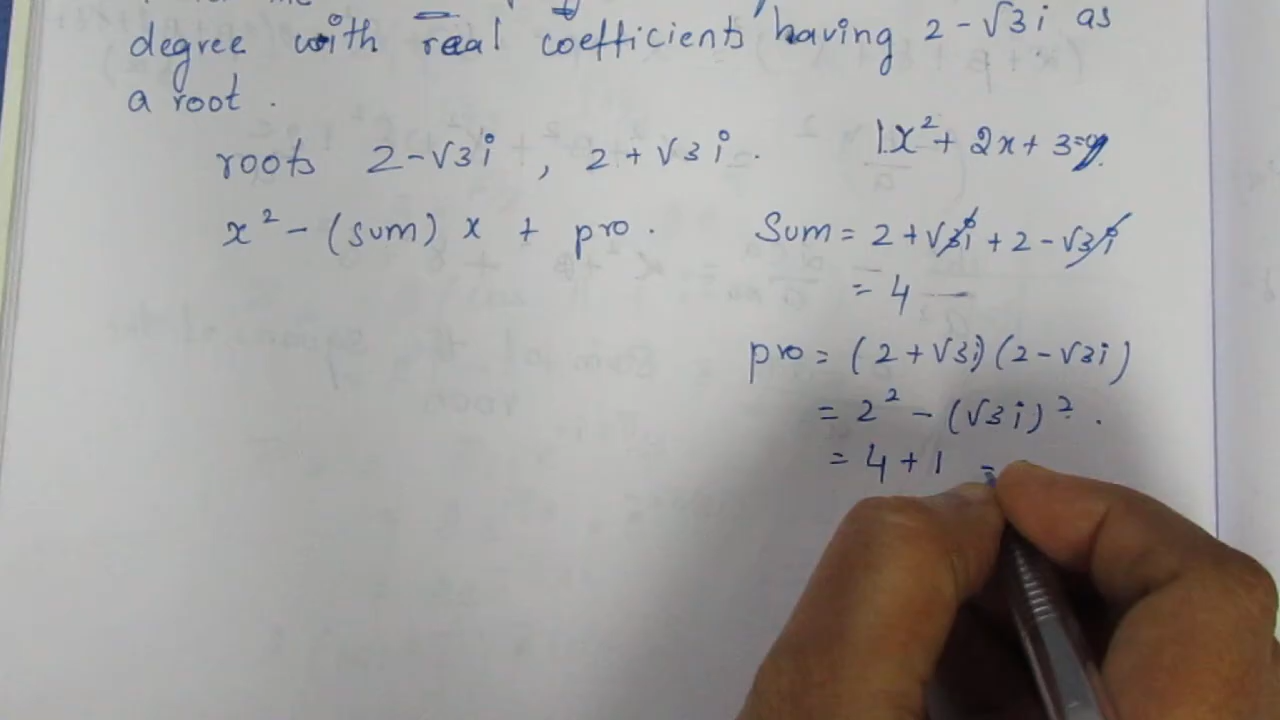 degree with real coefficients having 2 - √3i as
a root.
roots 2-√3i, 2+√3i.
1x² + 2x + 3=
x² - (sum) x + pro.
Sum = 2 + √3i + 2 - √3i
= 4
pro = (2 + √3i)(2 - √3i)
= 2² - (√3i)².
= 4 + 1 =